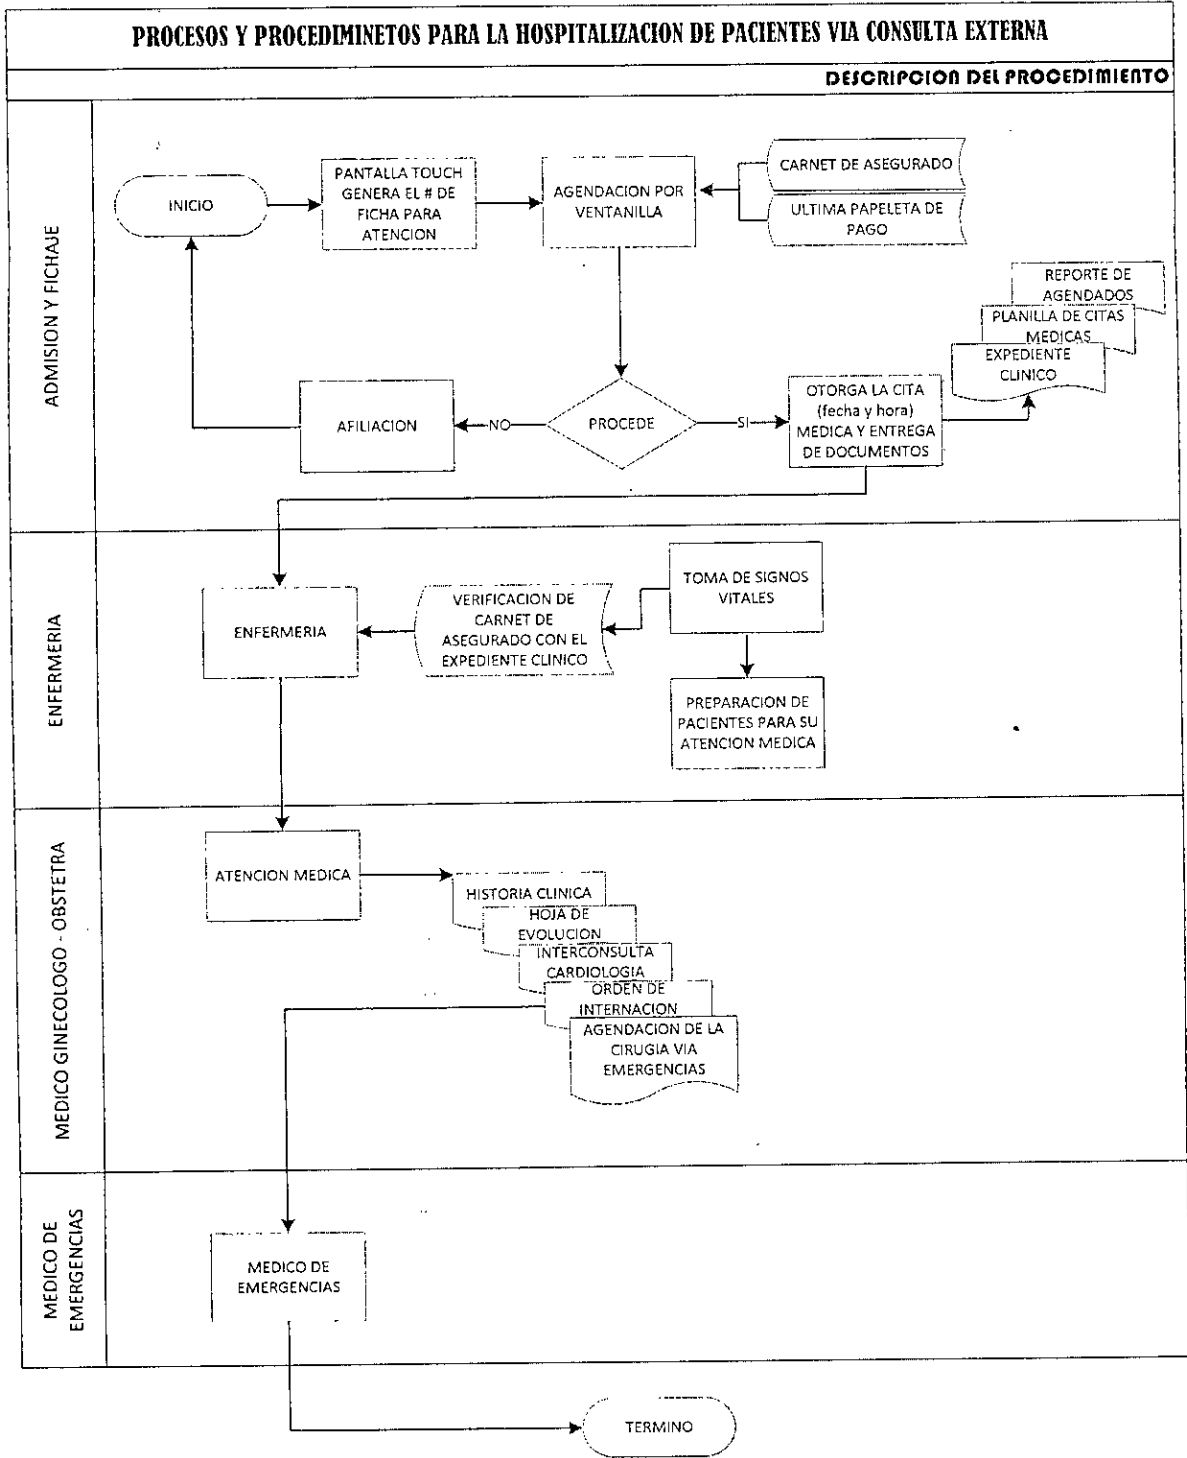 PROCESOS Y PROCEDIMINETOS PARA LA HOSPITALIZACION DE PACIENTES VIA CONSULTA EXTERNA
DESCRIPCION DEL PROCEDIMIENTO
ADMISION Y FICHAJE
INICIO
PANTALLA TOUCH
GENERA EL # DE
FICHA PARA
ATENCION
AGENDACION POR
VENTANILLA
CARNET DE ASEGURADO
ULTIMA PAPELETA DE
PAGO
REPORTE DE
AGENDADOS
PLANILLA DE CITAS
MEDICAS
EXPEDIENTE
CLINICO
AFILIACION
NO
PROCEDE
SI
OTORGA LA CITA
(fecha y hora)
MEDICA Y ENTREGA
DE DOCUMENTOS
ENFERMERIA
ENFERMERIA
VERIFICACION DE
CARNET DE
ASEGURADO CON EL
EXPEDIENTE CLINICO
TOMA DE SIGNOS
VITALES
PREPARACION DE
PACIENTES PARA SU
ATENCION MEDICA
MEDICO GINECOLOGO - OBSTETRA
ATENCION MEDICA
HISTORIA CLINICA
HOJA DE
EVOLUCION
INTERCONSULTA
CARDIOLOGIA
ORDEN DE
INTERNACION
AGENDACION DE LA
CIRUGIA VIA
EMERGENCIAS
MEDICO DE
EMERGENCIAS
MEDICO DE
EMERGENCIAS
TERMINO